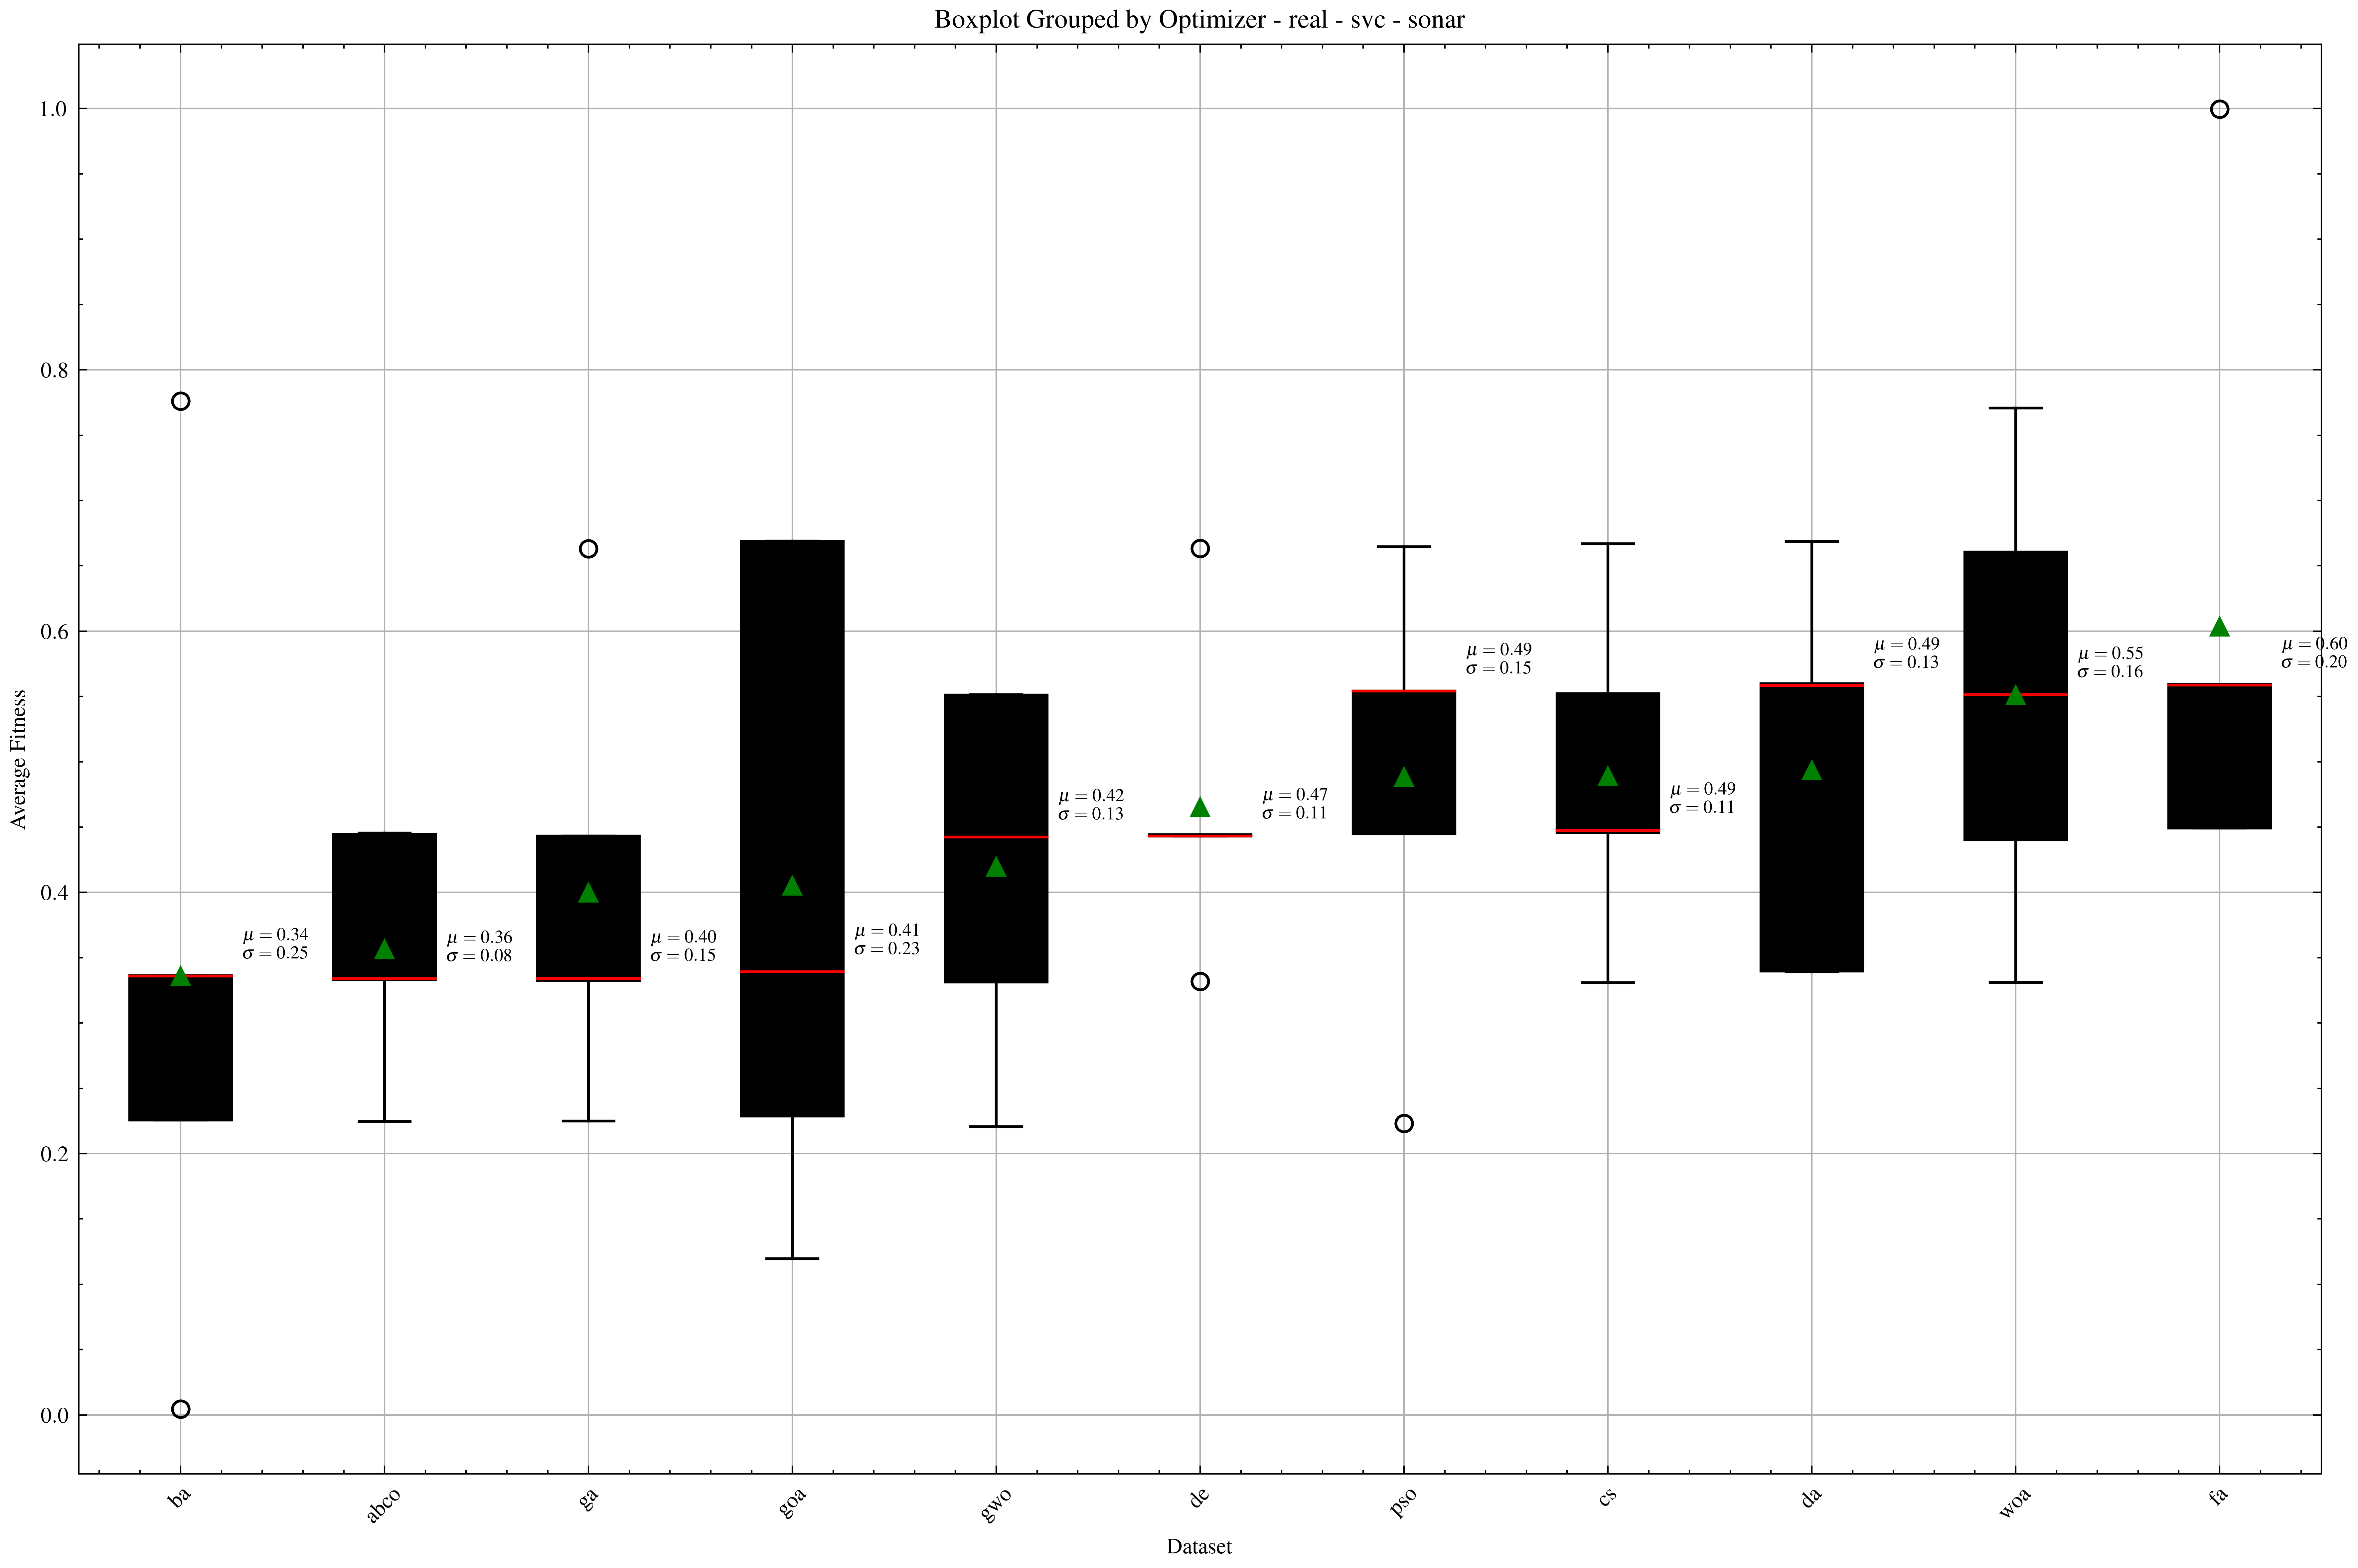 Boxplot Grouped by Optimizer - real - svc - sonar
Average Fitness
1.0
0.8
0.6
0.4
0.2
0.0
μ = 0.34
σ = 0.25
μ = 0.36
σ = 0.08
μ = 0.40
σ = 0.15
μ = 0.41
σ = 0.23
μ = 0.42
σ = 0.13
μ = 0.47
σ = 0.11
μ = 0.49
σ = 0.15
μ = 0.49
σ = 0.11
μ = 0.49
σ = 0.13
μ = 0.55
σ = 0.16
μ = 0.60
σ = 0.20
ba
abco
ga
goa
gwo
de
pso
cs
da
woa
fa
Dataset